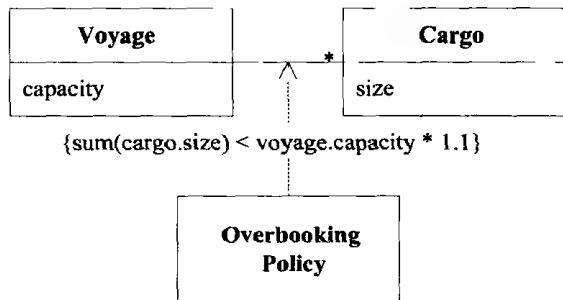 Voyage
Cargo
*
capacity
size
{sum(cargo.size) < voyage.capacity * 1.1}
Overbooking
Policy